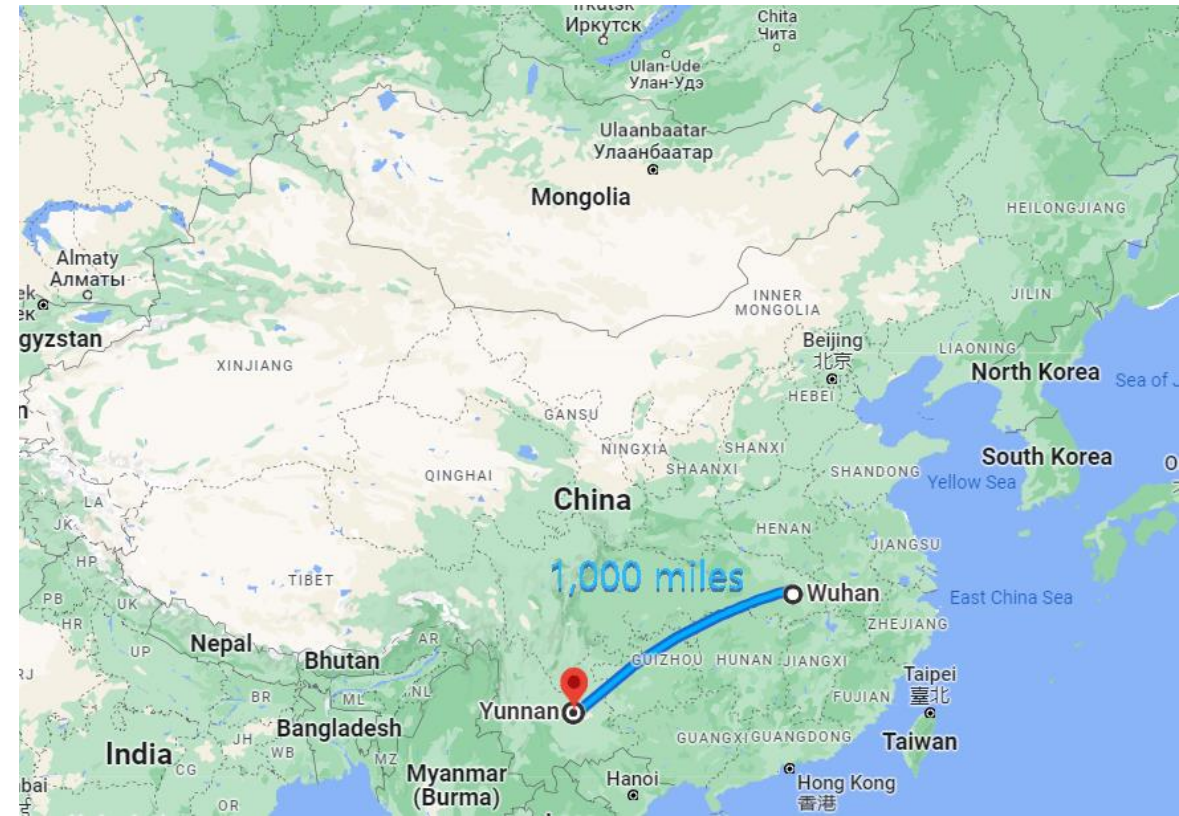 Иркутск
Chita
Чита
Ulan-Ude
Улан-Удэ
Ulaanbaatar
Улаанбаатар
Mongolia
HEILONGJIANG
Almaty
Алматы
INNER
MONGOLIA
JILIN
gyzstan
XINJIANG
Beijing
北京
LIAONING
North Korea
Sea of J
HEBEI
GANSU
NINGXIA
SHANXI
QINGHAI
SHAANXI
SHANDONG
South Korea
Yellow Sea
China
LA
JK
HENAN
JIANGSU
HP
TIBET
1,000 miles
Wuhan
East China Sea
PB
UK
HR
ZHEJIANG
UP
Nepal
AR
Bhutan
GUIZHOU
HUNAN
JIANGXI
RJ
Taipei
臺北
BR
ML
NL
Yunnan
FUJIAN
Bangladesh
JH
WB
GUANGXI
GUANGDONG
Taiwan
India
CG
MZ
Myanmar
(Burma)
Hanoi
Hong Kong
香港
bai
OR